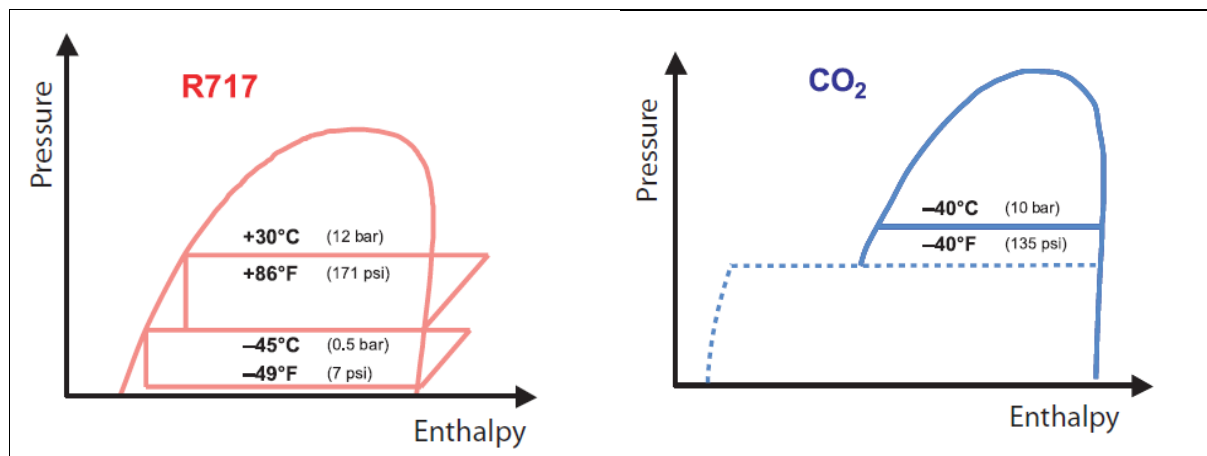 R717
Pressure
+30°C (12 bar)
+86°F (171 psi)
–45°C (0.5 bar)
–49°F (7 psi)
Enthalpy
CO₂
Pressure
–40°C (10 bar)
–40°F (135 psi)
Enthalpy